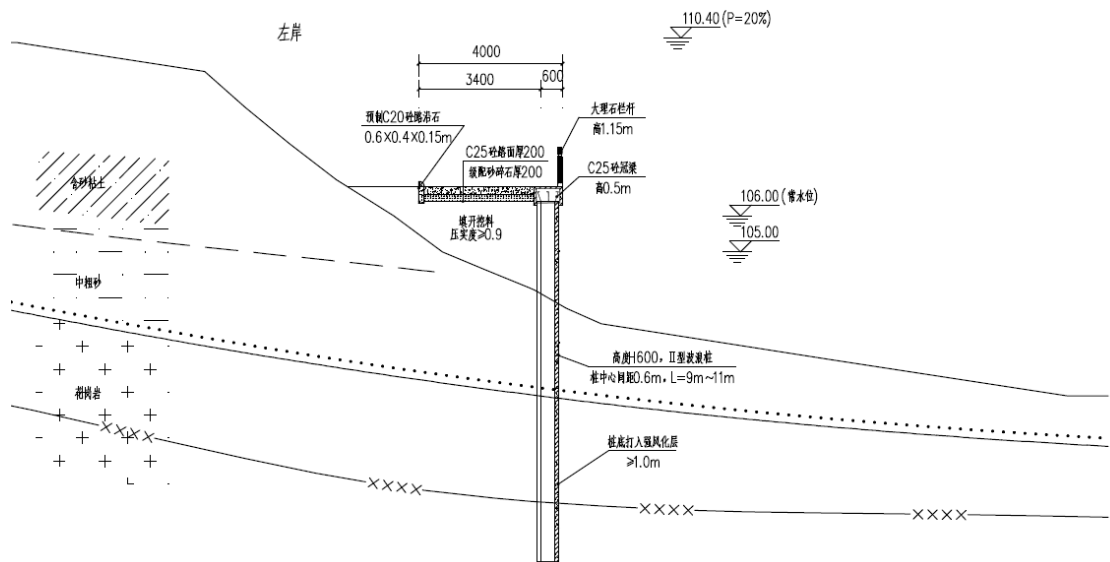 左岸
110.40(P=20%)
4000
3400
600
预制C20砼路沿石
0.6×0.4×0.15m
大理石栏杆
高1.15m
C25砼路面厚200
级配砂碎石厚200
C25砼冠梁
高0.5m
含砂粘土
106.00(常水位)
105.00
填开挖料
压实度≥0.9
中粗砂
高度H600，II型波浪桩
桩中心间距0.6m，L=9m~11m
花岗岩
桩底打入强风化层
≥1.0m